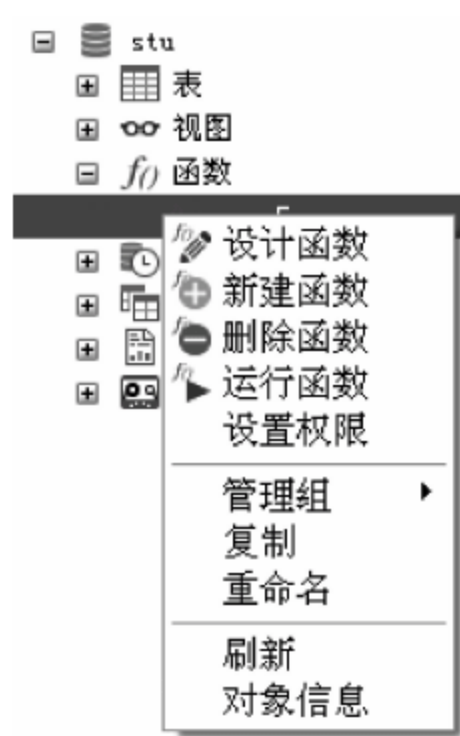 stu
表
视图
f() 函数
设计函数
新建函数
删除函数
运行函数
设置权限
管理组
复制
重命名
刷新
对象信息